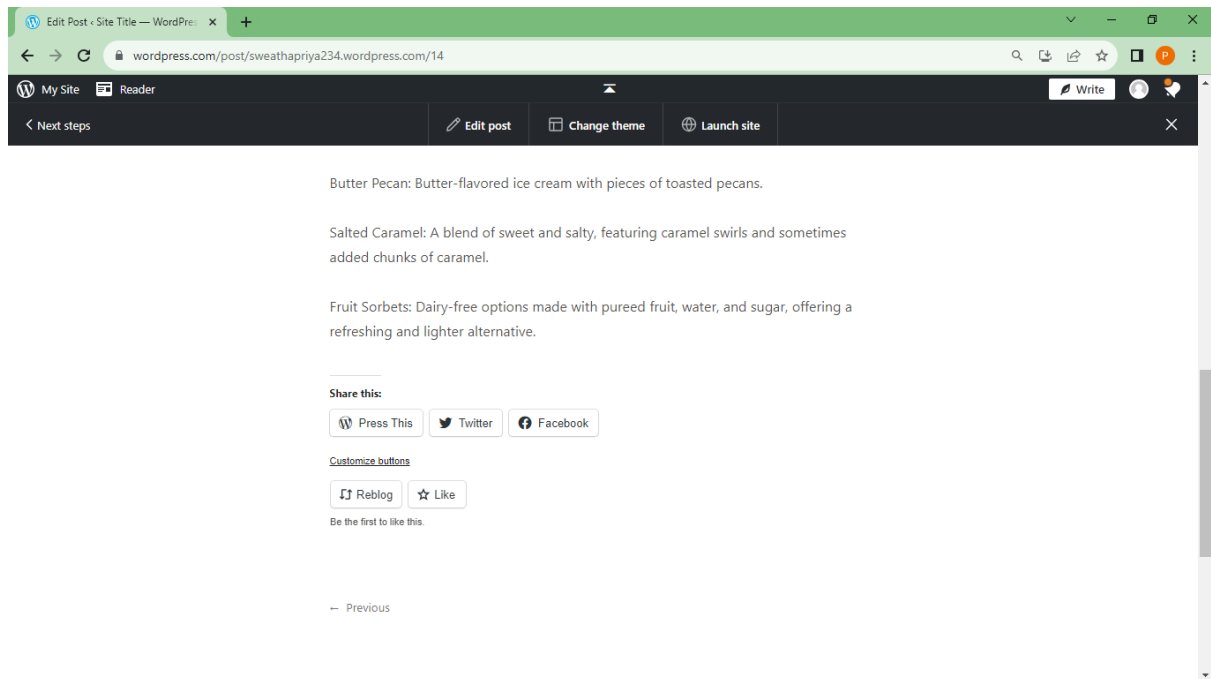 Edit Post ‹ Site Title — WordPres
wordpress.com/post/sweathapriya234.wordpress.com/14
P
My Site Reader Write
Next steps Edit post Change theme Launch site
Butter Pecan: Butter-flavored ice cream with pieces of toasted pecans.
Salted Caramel: A blend of sweet and salty, featuring caramel swirls and sometimes
added chunks of caramel.
Fruit Sorbets: Dairy-free options made with pureed fruit, water, and sugar, offering a
refreshing and lighter alternative.
Share this:
Press This Twitter Facebook
Customize buttons
Reblog Like
Be the first to like this.
← Previous